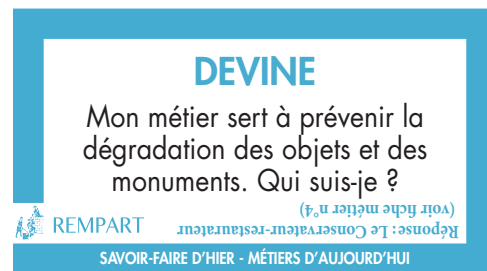 DEVINE
Mon métier sert à prévenir la
dégradation des objets et des
monuments. Qui suis-je ?
Réponse : Le Conservateur-restaurateur
(voir fiche métier n°4)
REMPART
SAVOIR-FAIRE D'HIER - MÉTIERS D'AUJOURD'HUI